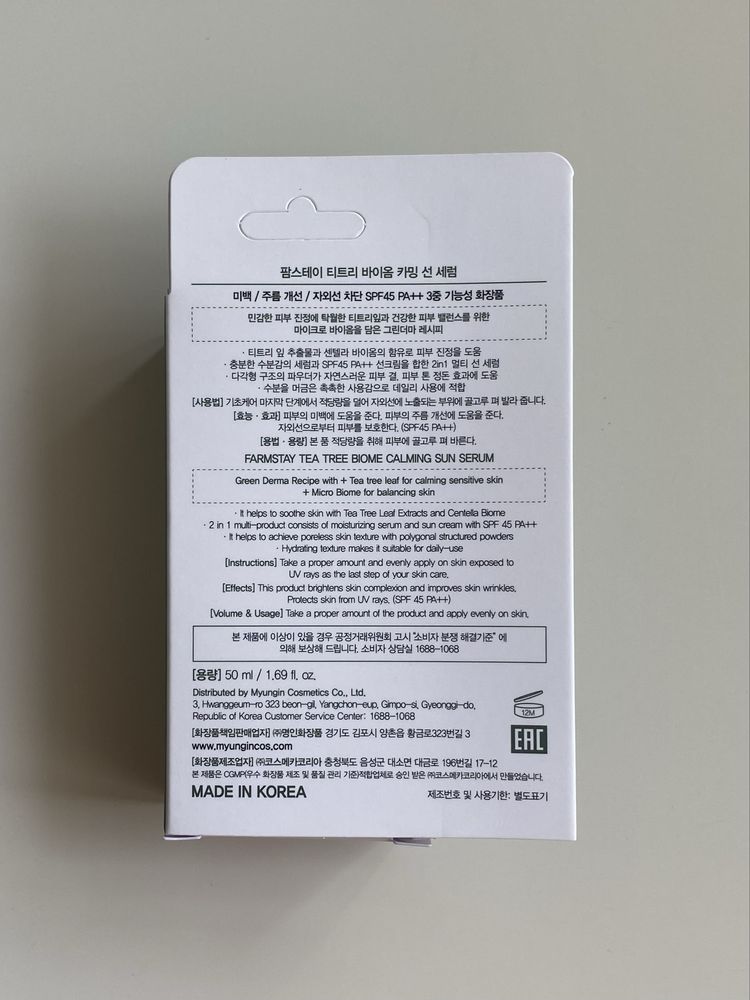 팜스테이 티트리 바이옴 카밍 선 세럼
미백 / 주름 개선 / 자외선 차단 SPF45 PA++ 3중 기능성 화장품
민감한 피부 진정에 탁월한 티트리잎과 건강한 피부 밸런스를 위한
마이크로 바이옴을 담은 그린더마 레시피
· 티트리 잎 추출물과 센텔라 바이옴의 함유로 피부 진정을 도움
· 충분한 수분감의 세럼과 SPF45 PA++ 선크림을 합한 2in1 멀티 선 세럼
· 다각형 구조의 파우더가 자연스러운 피부 결, 피부 톤 정돈 효과에 도움
· 수분을 머금은 촉촉한 사용감으로 데일리 사용에 적합
[사용법] 기초케어 마지막 단계에서 적당량을 덜어 자외선에 노출되는 부위에 골고루 펴 발라 줍니다.
[효능 · 효과] 피부의 미백에 도움을 준다. 피부의 주름 개선에 도움을 준다.
자외선으로부터 피부를 보호한다. (SPF45 PA++)
[용법 · 용량] 본 품 적당량을 취해 피부에 골고루 펴 바른다.
FARMSTAY TEA TREE BIOME CALMING SUN SERUM
Green Derma Recipe with + Tea tree leaf for calming sensitive skin
+ Micro Biome for balancing skin
· It helps to soothe skin with Tea Tree Leaf Extracts and Centella Biome
· 2 in 1 multi-product consists of moisturizing serum and sun cream with SPF 45 PA++
· It helps to achieve poreless skin texture with polygonal structured powders
· Hydrating texture makes it suitable for daily-use
[Instructions] Take a proper amount and evenly apply on skin exposed to
UV rays as the last step of your skin care.
[Effects] This product brightens skin complexion and improves skin wrinkles.
Protects skin from UV rays. (SPF 45 PA++)
[Volume & Usage] Take a proper amount of the product and apply evenly on skin.
본 제품에 이상이 있을 경우 공정거래위원회 고시 "소비자 분쟁 해결기준" 에
의해 보상해 드립니다. 소비자 상담실 1688-1068
[용량] 50 ml / 1.69 fl. oz.
Distributed by Myungin Cosmetics Co., Ltd.
3, Hwanggeum-ro 323 beon-gil, Yangchon-eup, Gimpo-si, Gyeonggi-do,
Republic of Korea Customer Service Center: 1688-1068
12M
[화장품책임판매업자] ㈜명인화장품 경기도 김포시 양촌읍 황금로323번길 3
www.myungincos.com
EAC
[화장품제조업자] ㈜코스메카코리아 충청북도 음성군 대소면 대금로 196번길 17-12
본 제품은 CGMP(우수 화장품 제조 및 품질 관리 기준)적합업체로 승인 받은 ㈜코스메카코리아에서 만들었습니다.
MADE IN KOREA
제조번호 및 사용기한: 별도표기